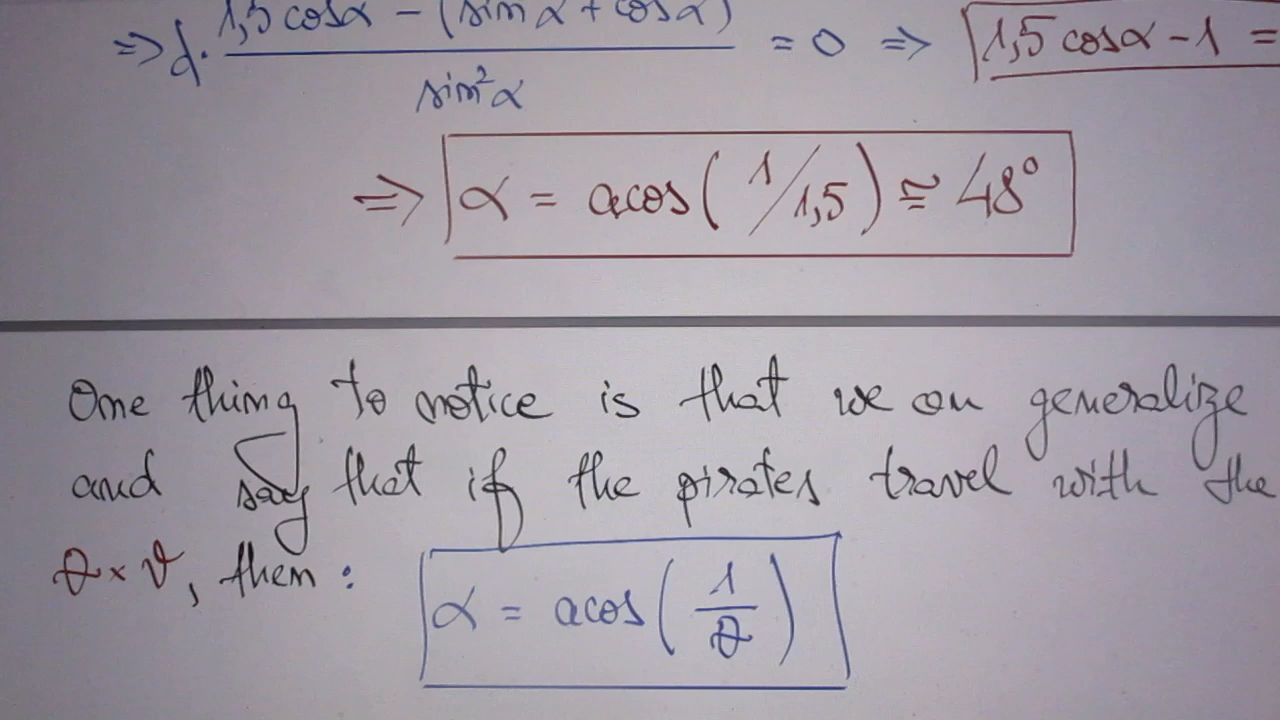 => d. 1,5 cosα - (sin α + cosα) / sin²α = 0 => 1,5 cosα - 1 =
=> α = acos( 1/1,5 ) ≅ 48°
One thing to notice is that we can generalize
and say that if the pirates travel with the
θ × v, then:
α = acos( 1/θ )